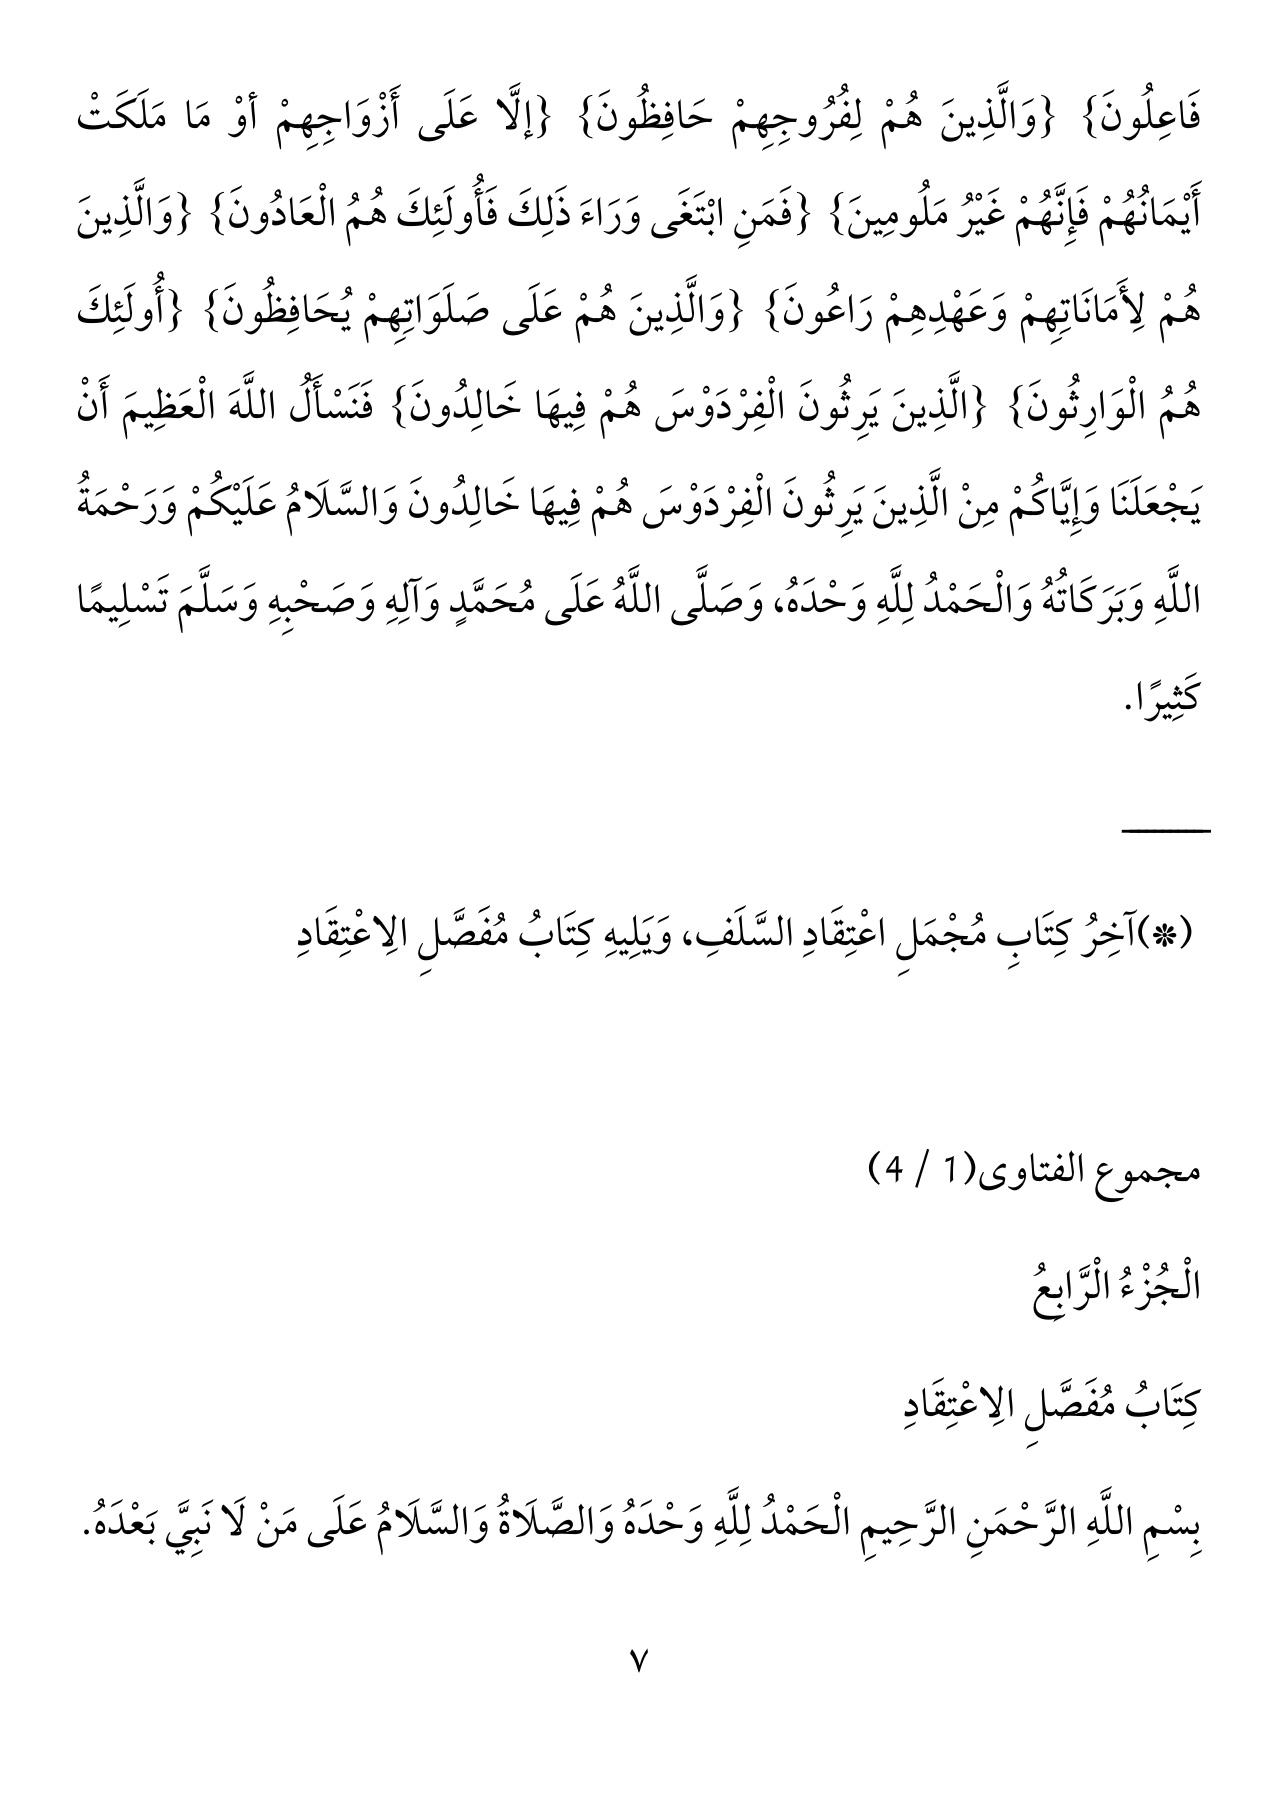 فَاعِلُونَ} {وَالَّذِينَ هُمْ لِفُرُوجِهِمْ حَافِظُونَ} {إلَّا عَلَى أَزْوَاجِهِمْ أوْ مَا مَلَكَتْ
أَيْمَانُهُمْ فَإِنَّهُمْ غَيْرُ مَلُومِينَ} {فَمَنِ ابْتَغَى وَرَاءَ ذَلِكَ فَأُولَئِكَ هُمُ الْعَادُونَ} {وَالَّذِينَ
هُمْ لِأَمَانَاتِهِمْ وَعَهْدِهِمْ رَاعُونَ} {وَالَّذِينَ هُمْ عَلَى صَلَوَاتِهِمْ يُحَافِظُونَ} {أُولَئِكَ
هُمُ الْوَارِثُونَ} {الَّذِينَ يَرِثُونَ الْفِرْدَوْسَ هُمْ فِيهَا خَالِدُونَ} فَنَسْأَلُ اللَّهَ الْعَظِيمَ أَنْ
يَجْعَلَنَا وَإِيَّاكُمْ مِنْ الَّذِينَ يَرِثُونَ الْفِرْدَوْسَ هُمْ فِيهَا خَالِدُونَ وَالسَّلَامُ عَلَيْكُمْ وَرَحْمَةُ
اللَّهِ وَبَرَكَاتُهُ وَالْحَمْدُ لِلَّهِ وَحْدَهُ، وَصَلَّى اللَّهُ عَلَى مُحَمَّدٍ وَآلِهِ وَصَحْبِهِ وَسَلَّمَ تَسْلِيمًا
كَثِيرًا.
(*)آخِرُ كِتَابِ مُجْمَلِ اعْتِقَادِ السَّلَفِ، وَيَلِيهِ كِتَابُ مُفَصَّلِ الِاعْتِقَادِ
مجموع الفتاوى(1 / 4)
الْجُزْءُ الْرَّابِعُ
كِتَابُ مُفَصَّلِ الِاعْتِقَادِ
بِسْمِ اللَّهِ الرَّحْمَنِ الرَّحِيمِ الْحَمْدُ لِلَّهِ وَحْدَهُ وَالصَّلَاةُ وَالسَّلَامُ عَلَى مَنْ لَا نَبِيَّ بَعْدَهُ.
٧